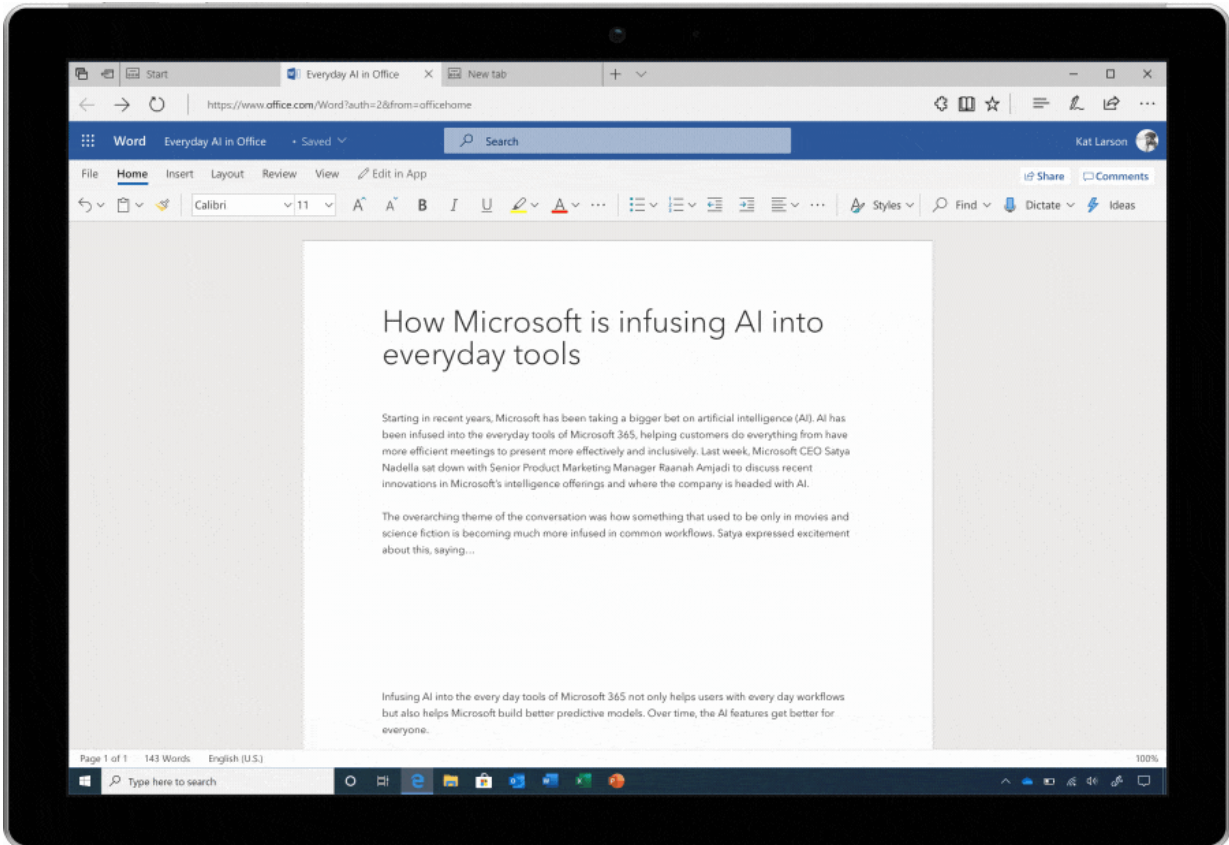 Start Everyday AI in Office New tab
https://www.office.com/Word?auth=2&from=officehome
Word Everyday AI in Office • Saved Search Kat Larson
File Home Insert Layout Review View Edit in App Share Comments
Calibri 11 A A B I U A Styles Find Dictate Ideas
How Microsoft is infusing AI into
everyday tools
Starting in recent years, Microsoft has been taking a bigger bet on artificial intelligence (AI). AI has
been infused into the everyday tools of Microsoft 365, helping customers do everything from have
more efficient meetings to present more effectively and inclusively. Last week, Microsoft CEO Satya
Nadella sat down with Senior Product Marketing Manager Raanah Amjadi to discuss recent
innovations in Microsoft's intelligence offerings and where the company is headed with AI.
The overarching theme of the conversation was how something that used to be only in movies and
science fiction is becoming much more infused in common workflows. Satya expressed excitement
about this, saying...
Infusing AI into the every day tools of Microsoft 365 not only helps users with every day workflows
but also helps Microsoft build better predictive models. Over time, the AI features get better for
everyone.
Page 1 of 1 143 Words English (U.S.) 100%
Type here to search